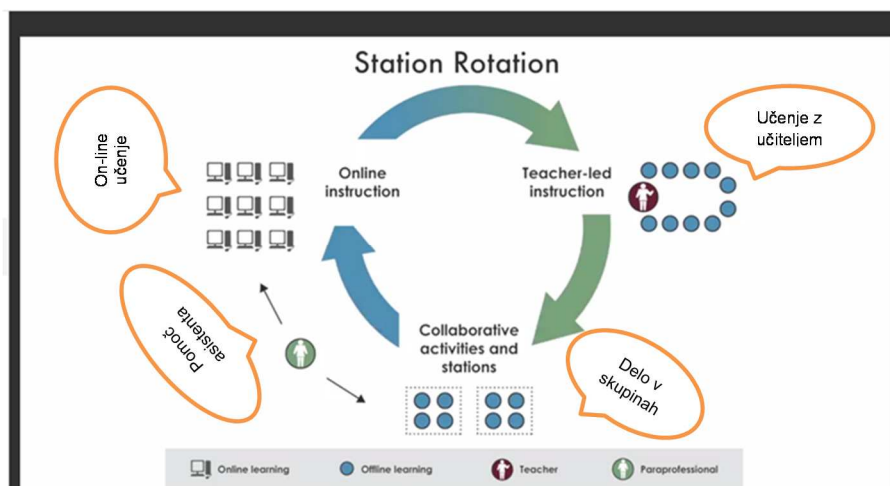 Station Rotation
On-line
učenje
Online
instruction
Teacher-led
instruction
Učenje z
učiteljem
Pomoč
asistenta
Collaborative
activities and
stations
Delo v
skupinah
Online learning
Offline learning
Teacher
Paraprofessional